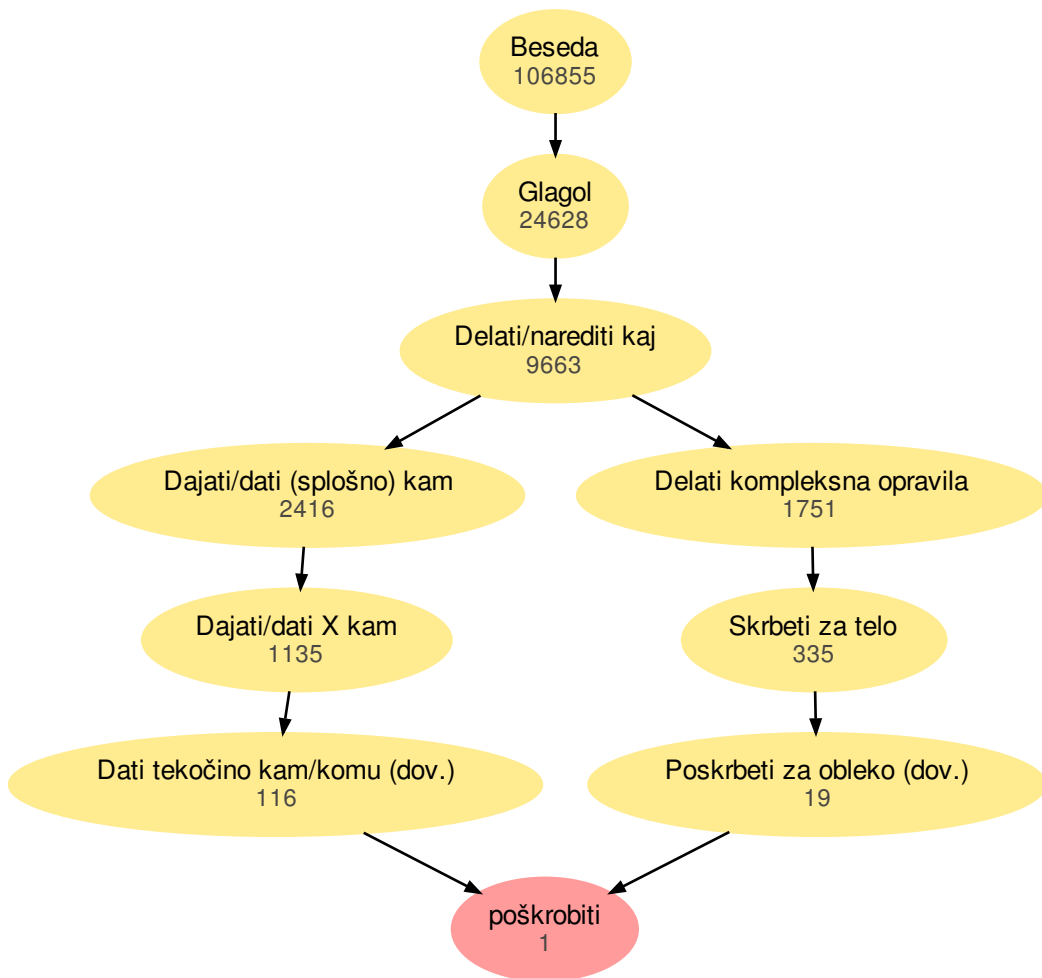 Beseda
106855
Glagol
24628
Delati/narediti kaj
9663
Dajati/dati (splošno) kam
2416
Delati kompleksna opravila
1751
Dajati/dati X kam
1135
Skrbeti za telo
335
Dati tekočino kam/komu (dov.)
116
Poskrbeti za obleko (dov.)
19
poškrobiti
1